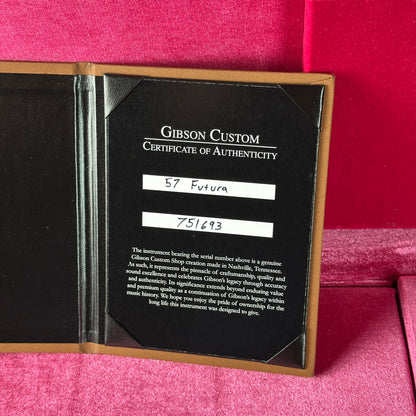 GIBSON CUSTOM
CERTIFICATE OF AUTHENTICITY
57 Futura
751693
The instrument bearing the serial number above is a genuine
Gibson Custom Shop creation made in Nashville, Tennessee.
As such, it represents the pinnacle of craftsmanship, quality and
sound excellence and celebrates Gibson's legacy through accuracy
and authenticity. Its significance extends beyond enduring value
and premium quality as a continuation of Gibson's legacy within
music history. We hope you enjoy the pride of ownership for the
long life this instrument was designed to give.